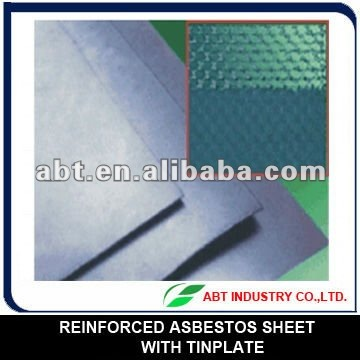 abt.en.alibaba.com
ABT INDUSTRY CO.,LTD.
REINFORCED ASBESTOS SHEET
WITH TINPLATE